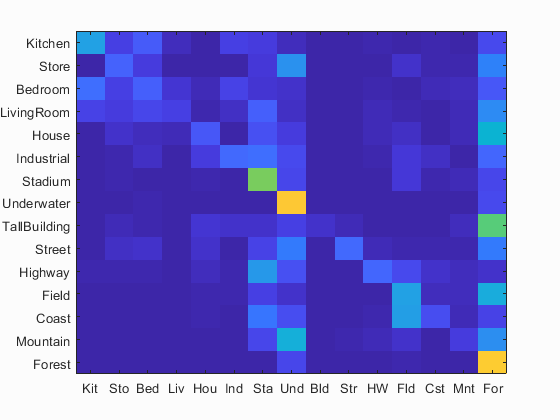 Kitchen
Store
Bedroom
LivingRoom
House
Industrial
Stadium
Underwater
TallBuilding
Street
Highway
Field
Coast
Mountain
Forest
Kit Sto Bed Liv Hou Ind Sta Und Bld Str HW Fld Cst Mnt For